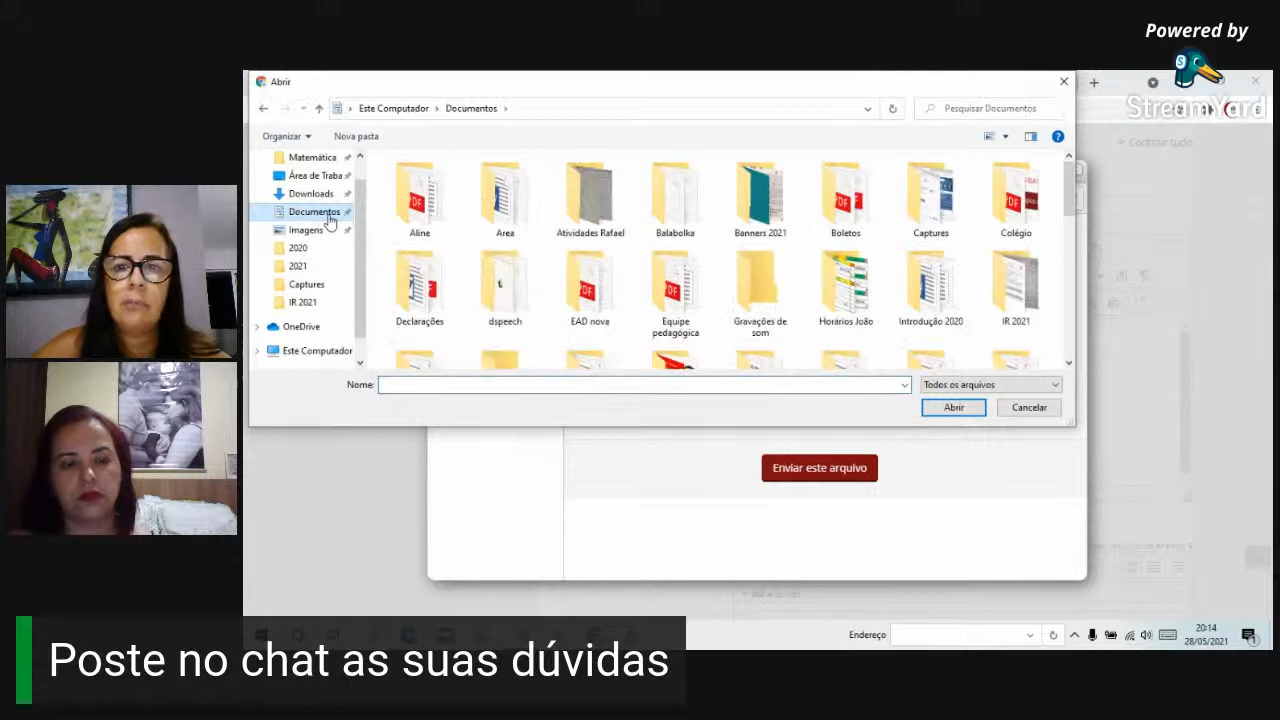 Powered by
StreamYard
Abrir
Este Computador
Documentos
Pesquisar Documentos
Organizar
Nova pasta
Contrair tudo
Matemática
Área de Traba
Downloads
Documentos
Imagens
2020
2021
Captures
IR 2021
OneDrive
Este Computador
Aline
Area
Atividades Rafael
Balabolka
Banners 2021
Boletos
Captures
Colégio
Declarações
dspeech
EAD nova
Equipe
pedagógica
Gravações de
som
Horários João
Introdução 2020
IR 2021
Nome:
Todos os arquivos
Abrir
Cancelar
Enviar este arquivo
Endereço
20:14
28/05/2021
Poste no chat as suas dúvidas